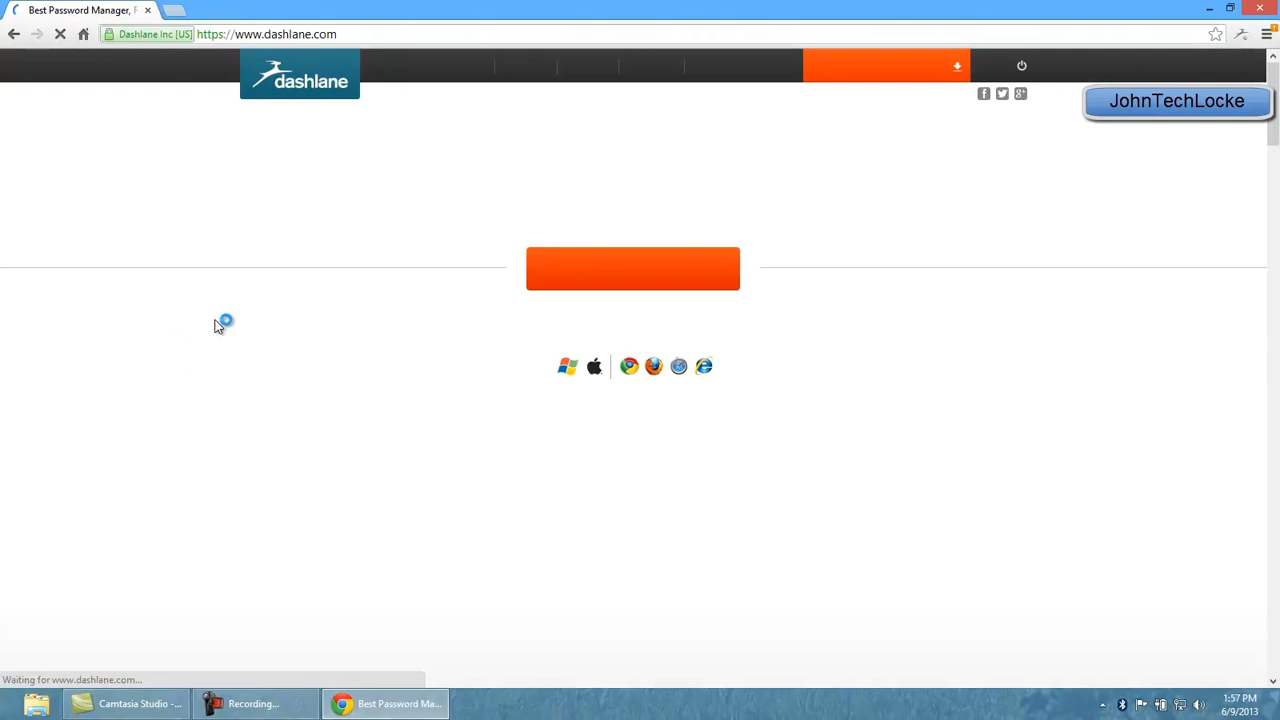 Best Password Manager, F
Dashlane Inc [US] https://www.dashlane.com
dashlane
JohnTechLocke
Waiting for www.dashlane.com...
Camtasia Studio -... Recording... Best Password Ma... 1:57 PM
6/9/2013